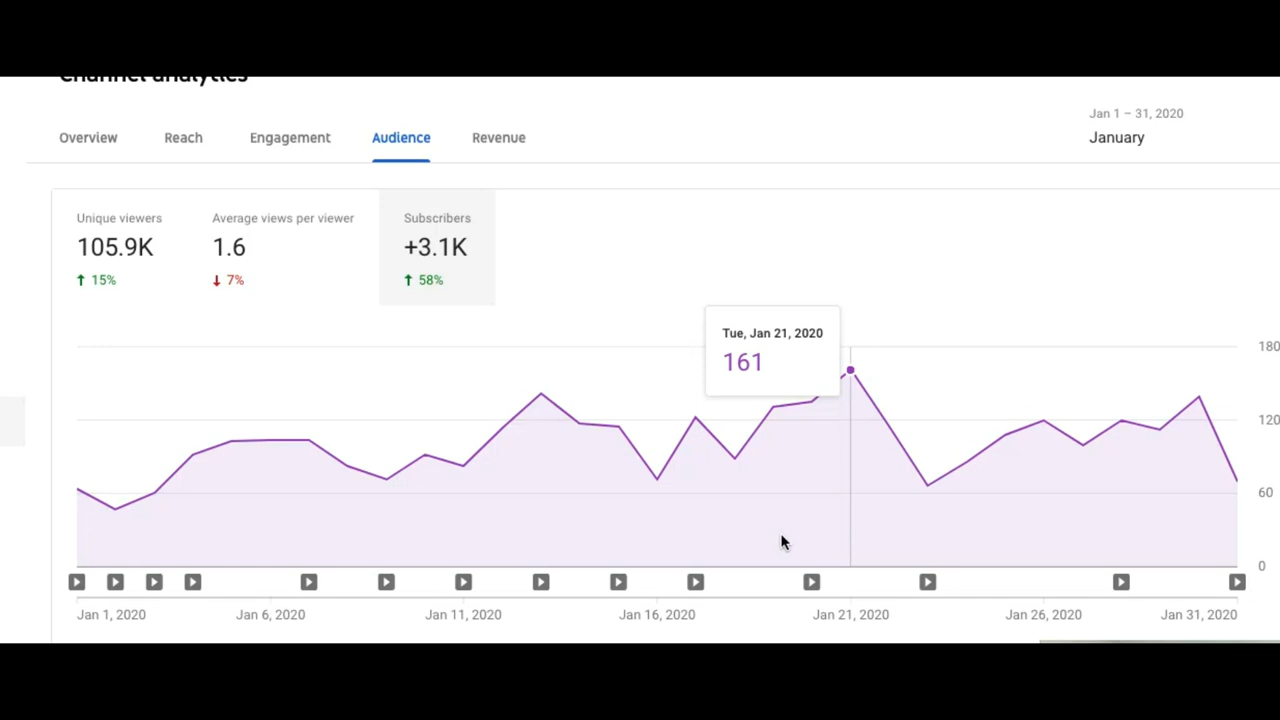 Channel analytics
Jan 1 – 31, 2020
Overview Reach Engagement Audience Revenue
January
Unique viewers Average views per viewer Subscribers
105.9K 1.6 +3.1K
15% 7% 58%
Tue, Jan 21, 2020
161
180
120
60
0
Jan 1, 2020 Jan 6, 2020 Jan 11, 2020 Jan 16, 2020 Jan 21, 2020 Jan 26, 2020 Jan 31, 2020